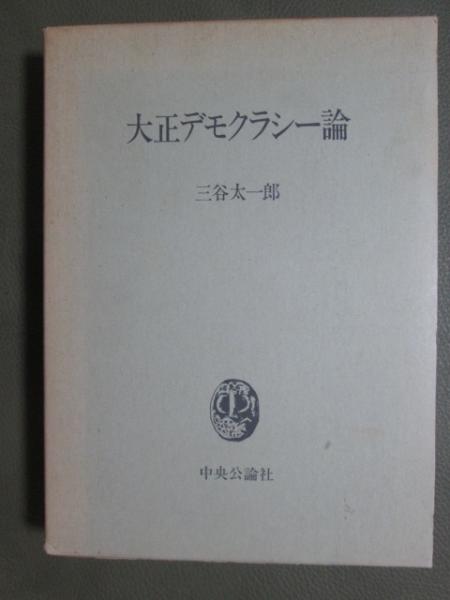 大正デモクラシー論
三谷太一郎
中央公論社